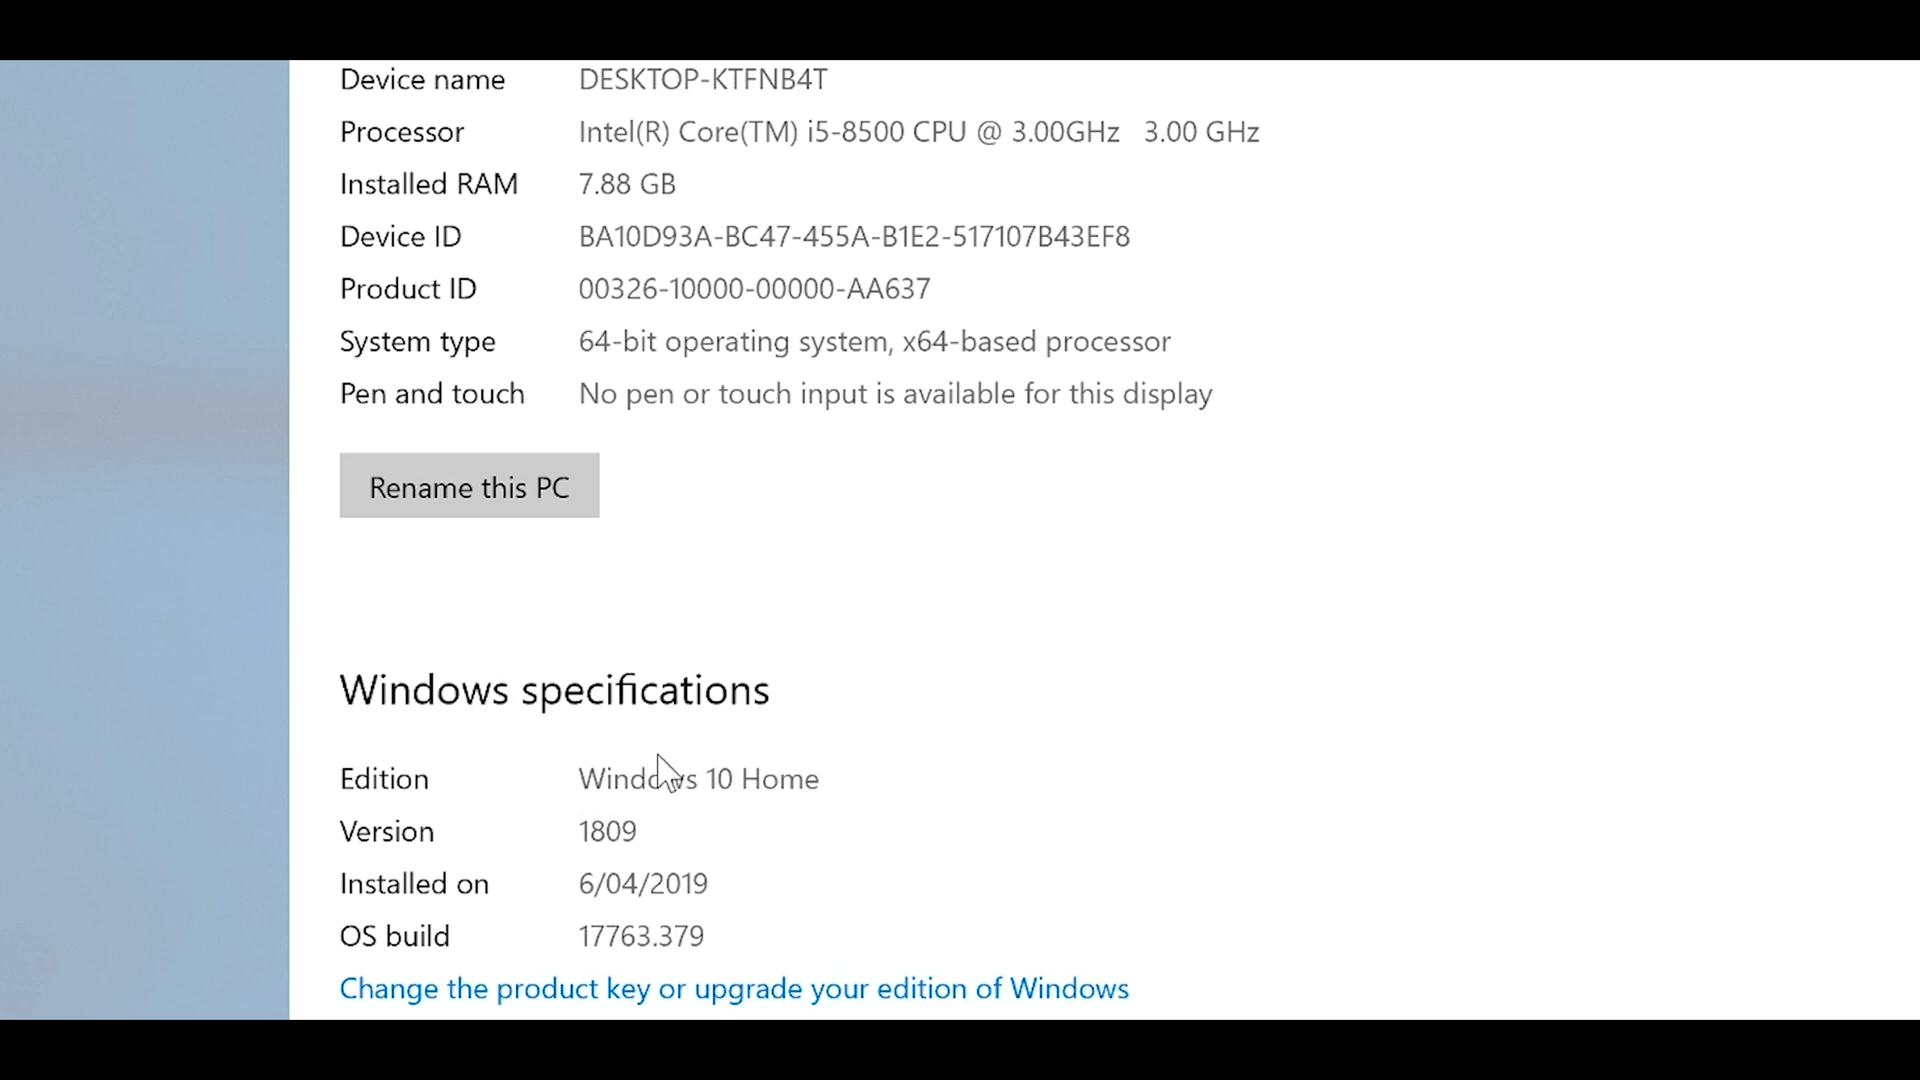 Device name DESKTOP-KTFNB4T
Processor Intel(R) Core(TM) i5-8500 CPU @ 3.00GHz 3.00 GHz
Installed RAM 7.88 GB
Device ID BA10D93A-BC47-455A-B1E2-517107B43EF8
Product ID 00326-10000-00000-AA637
System type 64-bit operating system, x64-based processor
Pen and touch No pen or touch input is available for this display
Rename this PC
Windows specifications
Edition Windows 10 Home
Version 1809
Installed on 6/04/2019
OS build 17763.379
Change the product key or upgrade your edition of Windows